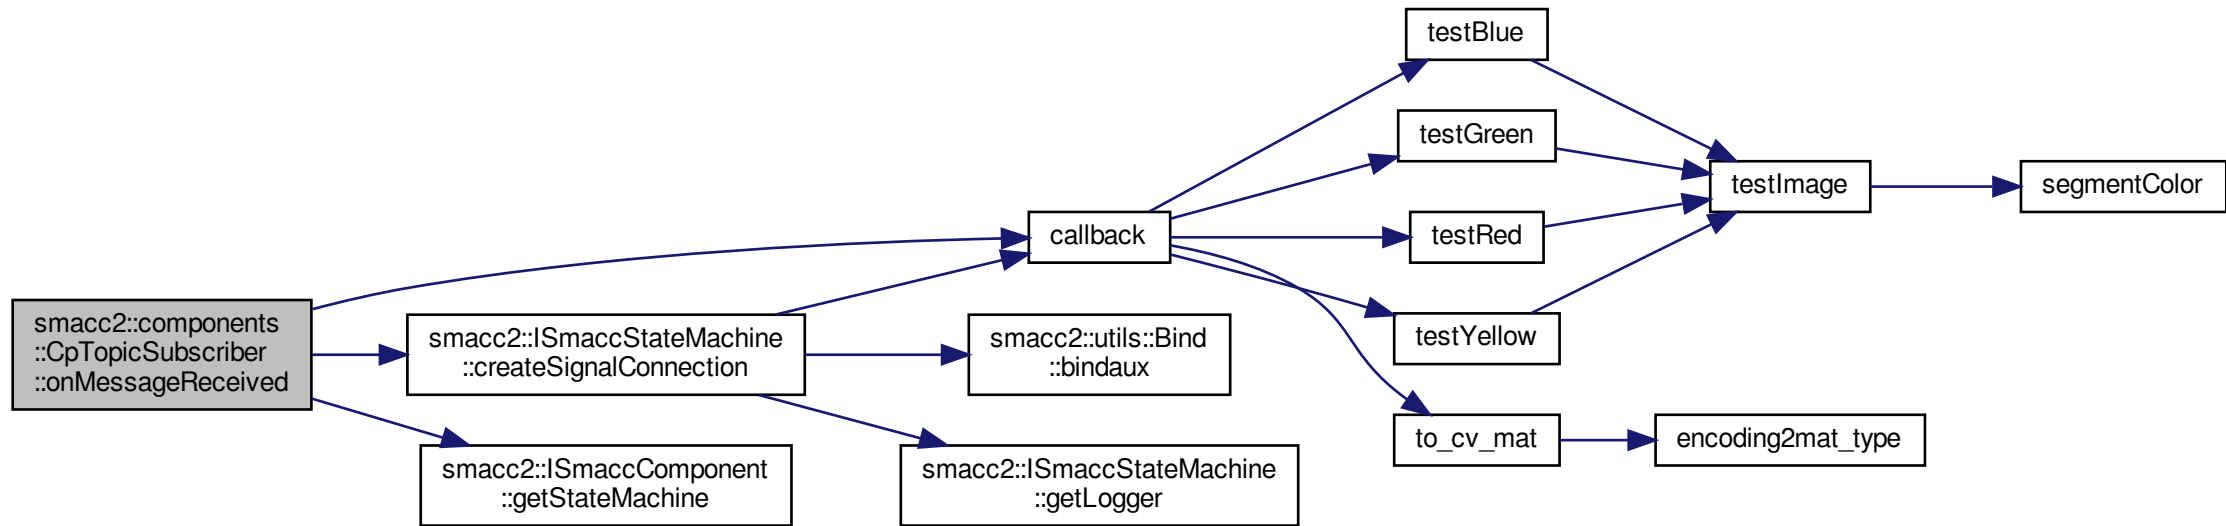 smacc2::components
::CpTopicSubscriber
::onMessageReceived
smacc2::ISmaccStateMachine
::createSignalConnection
smacc2::ISmaccComponent
::getStateMachine
callback
smacc2::utils::Bind
::bindaux
smacc2::ISmaccStateMachine
::getLogger
testBlue
testGreen
testRed
testYellow
to_cv_mat
testImage
encoding2mat_type
segmentColor